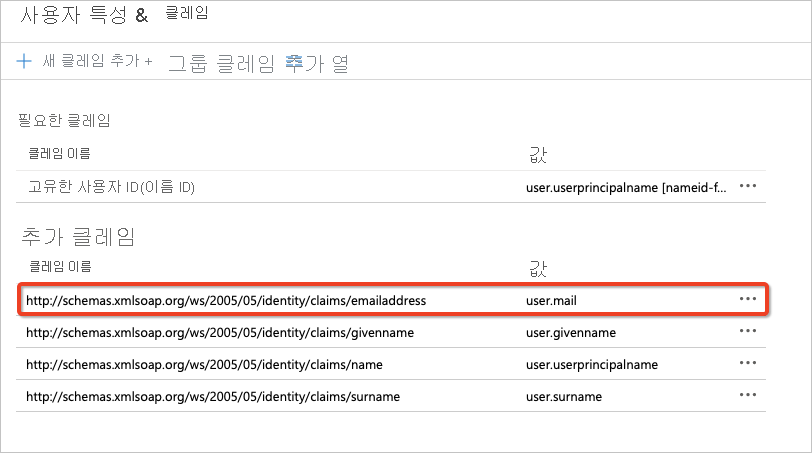 사용자 특성 & 클레임
+ 새 클레임 추가 + 그룹 클레임 추가 열
필요한 클레임
클레임 이름 값
고유한 사용자 ID(이름 ID) user.userprincipalname [nameid-f... ...
추가 클레임
클레임 이름 값
http://schemas.xmlsoap.org/ws/2005/05/identity/claims/emailaddress user.mail ...
http://schemas.xmlsoap.org/ws/2005/05/identity/claims/givenname user.givenname ...
http://schemas.xmlsoap.org/ws/2005/05/identity/claims/name user.userprincipalname ...
http://schemas.xmlsoap.org/ws/2005/05/identity/claims/surname user.surname ...